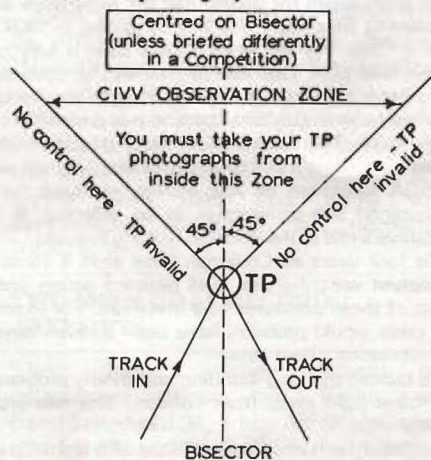 Centred on Bisector
(unless briefed differently
in a Competition)
CIVV OBSERVATION ZONE
No control here - TP invalid
You must take your TP
photographs from
inside this Zone
No control here - TP
invalid
45°
45°
TP
TRACK
IN
TRACK
OUT
BISECTOR